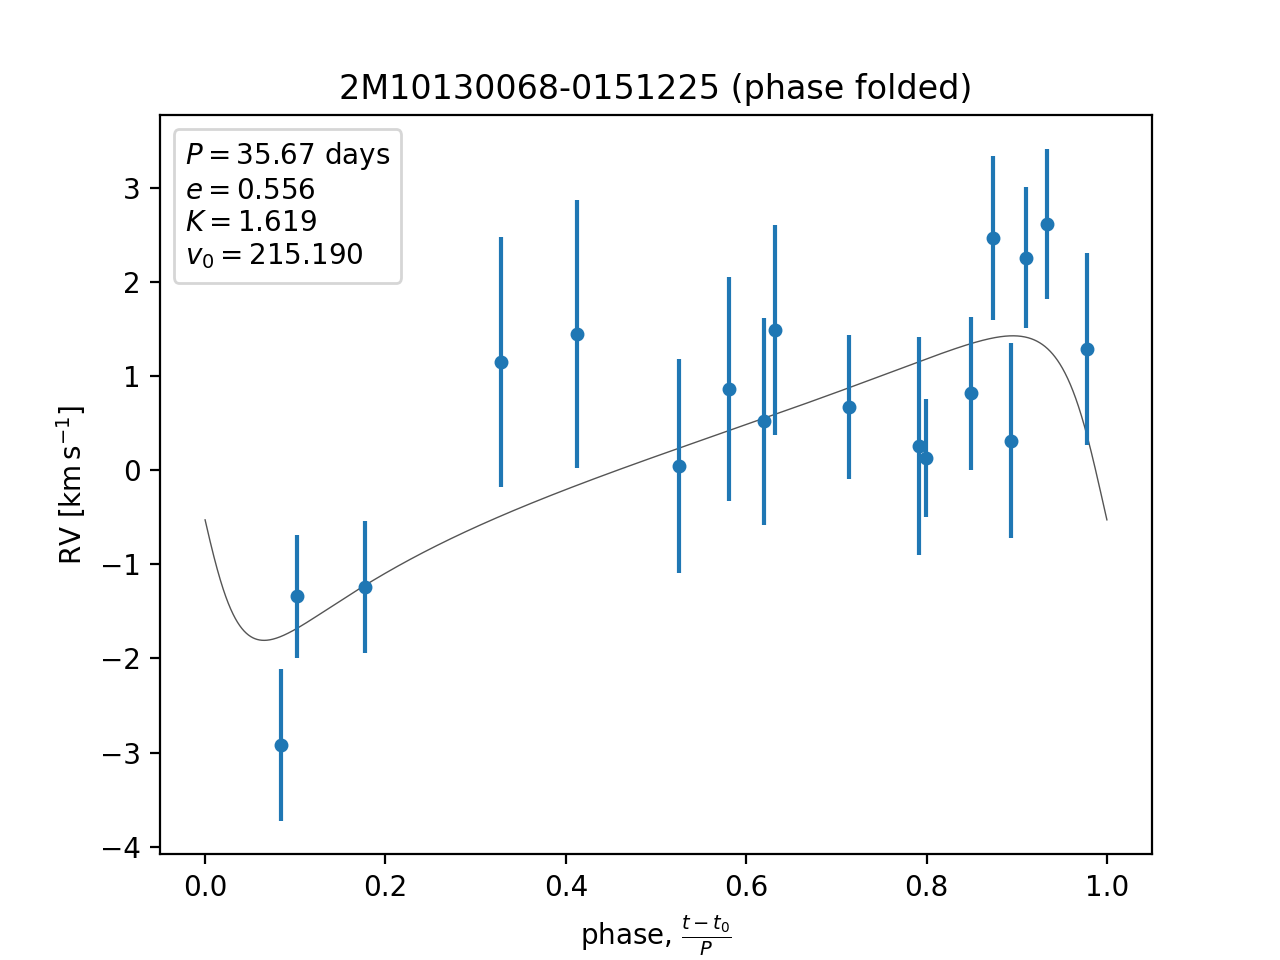 2M10130068-0151225 (phase folded)
P = 35.67 days
e = 0.556
K = 1.619
v₀ = 215.190
3
2
1
0
−1
−2
−3
−4
RV [km s⁻¹]
0.0 0.2 0.4 0.6 0.8 1.0
phase, (t − t₀)/P